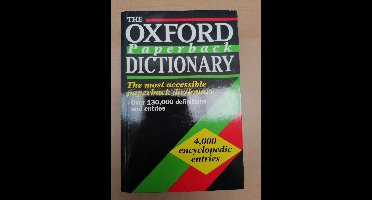 THE
OXFORD
Paperback
DICTIONARY
The most accessible
paperback dictionary
Over 130,000 definitions
and entries
4,000
encyclopedic
entries